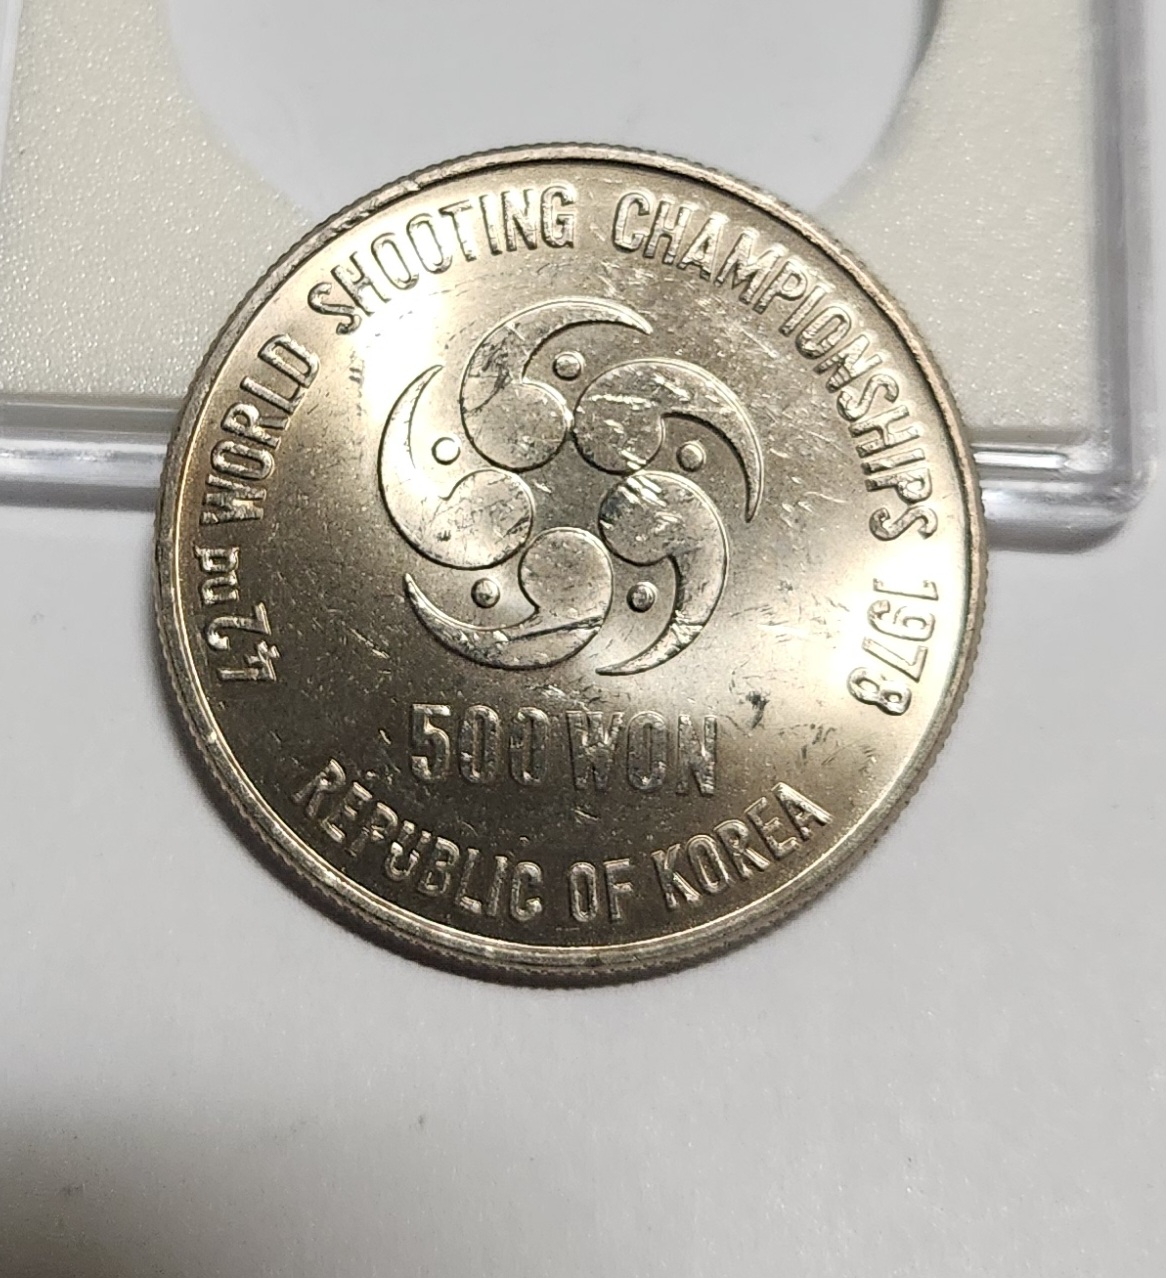 42nd WORLD SHOOTING CHAMPIONSHIPS 1978
500 WON
REPUBLIC OF KOREA